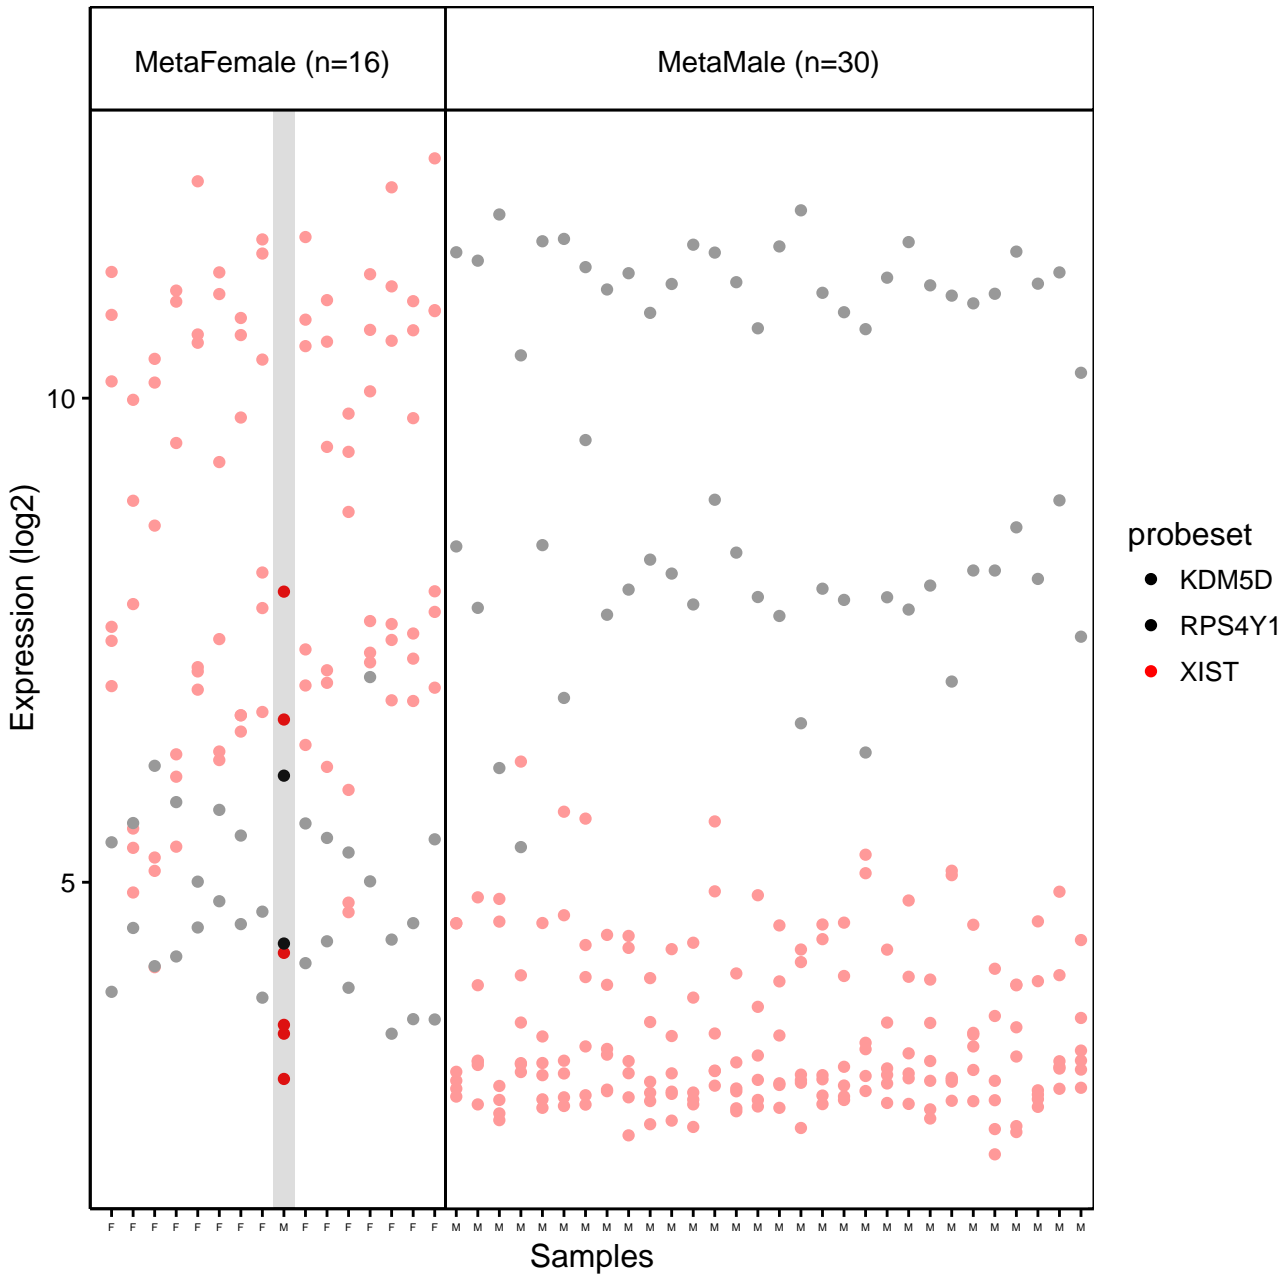 MetaFemale (n=16) MetaMale (n=30)
10
5
Expression (log2)
F F F F F F F F M F F F F F F F M M M M M M M M M M M M M M M M M M M M M M M M M M M M M M
Samples
probeset
KDM5D
RPS4Y1
XIST